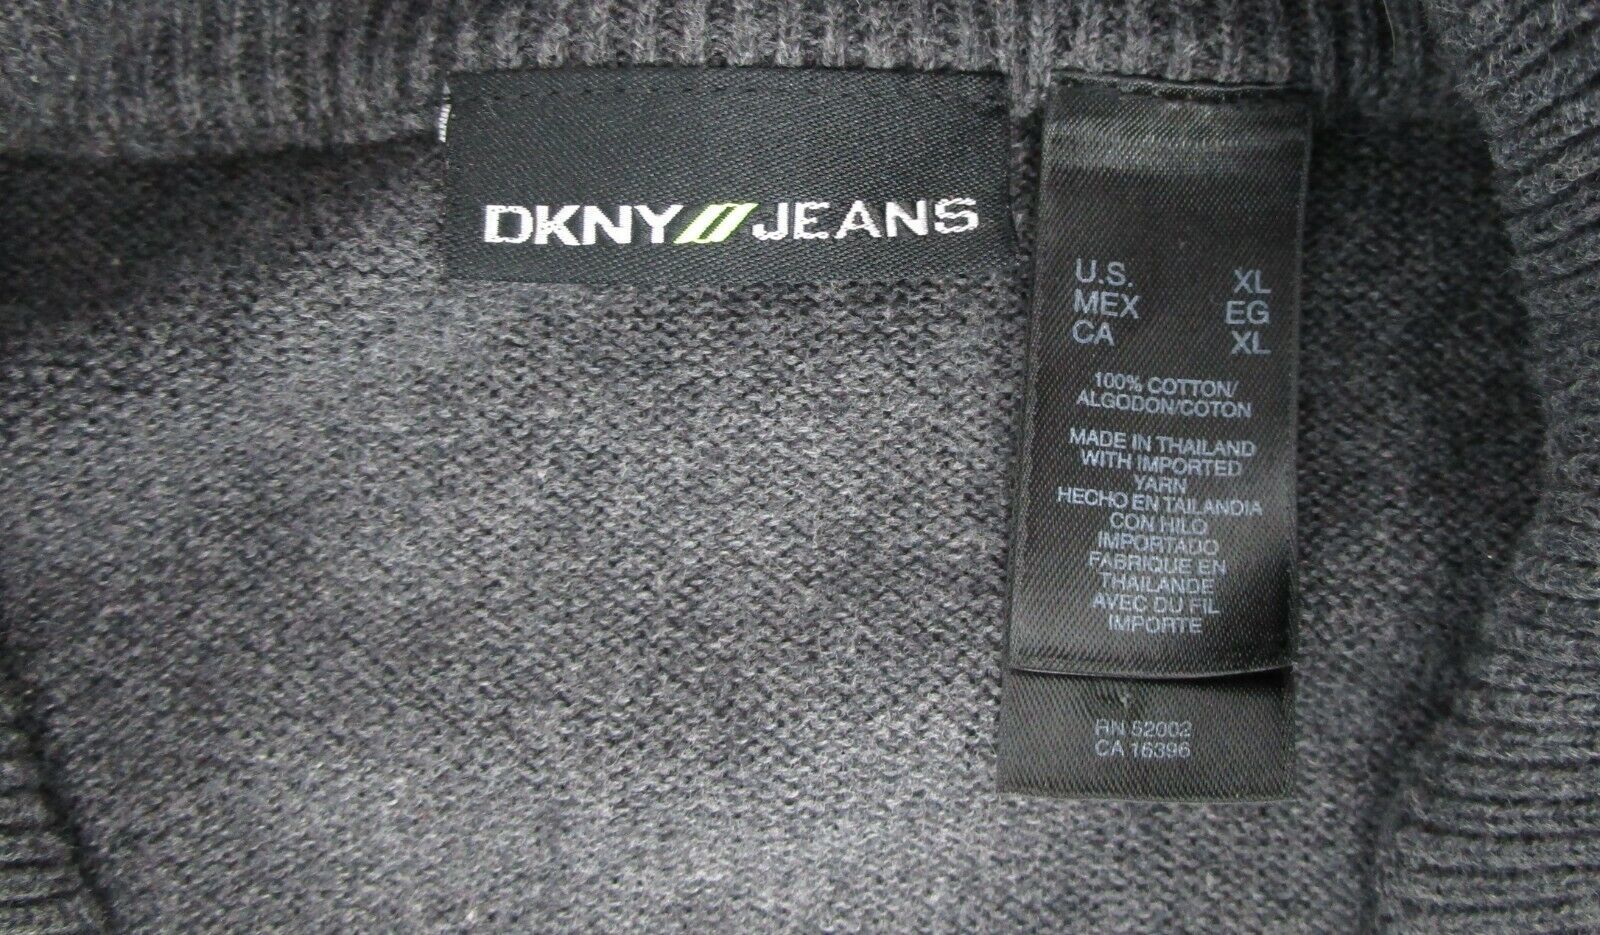 DKNY JEANS
U.S. XL
MEX EG
CA XL
100% COTTON/
ALGODON/COTON
MADE IN THAILAND
WITH IMPORTED
YARN
HECHO EN TAILANDIA
CON HILO
IMPORTADO
FABRIQUE EN
THAILANDE
AVEC DU FIL
IMPORTE
RN 52002
CA 16396